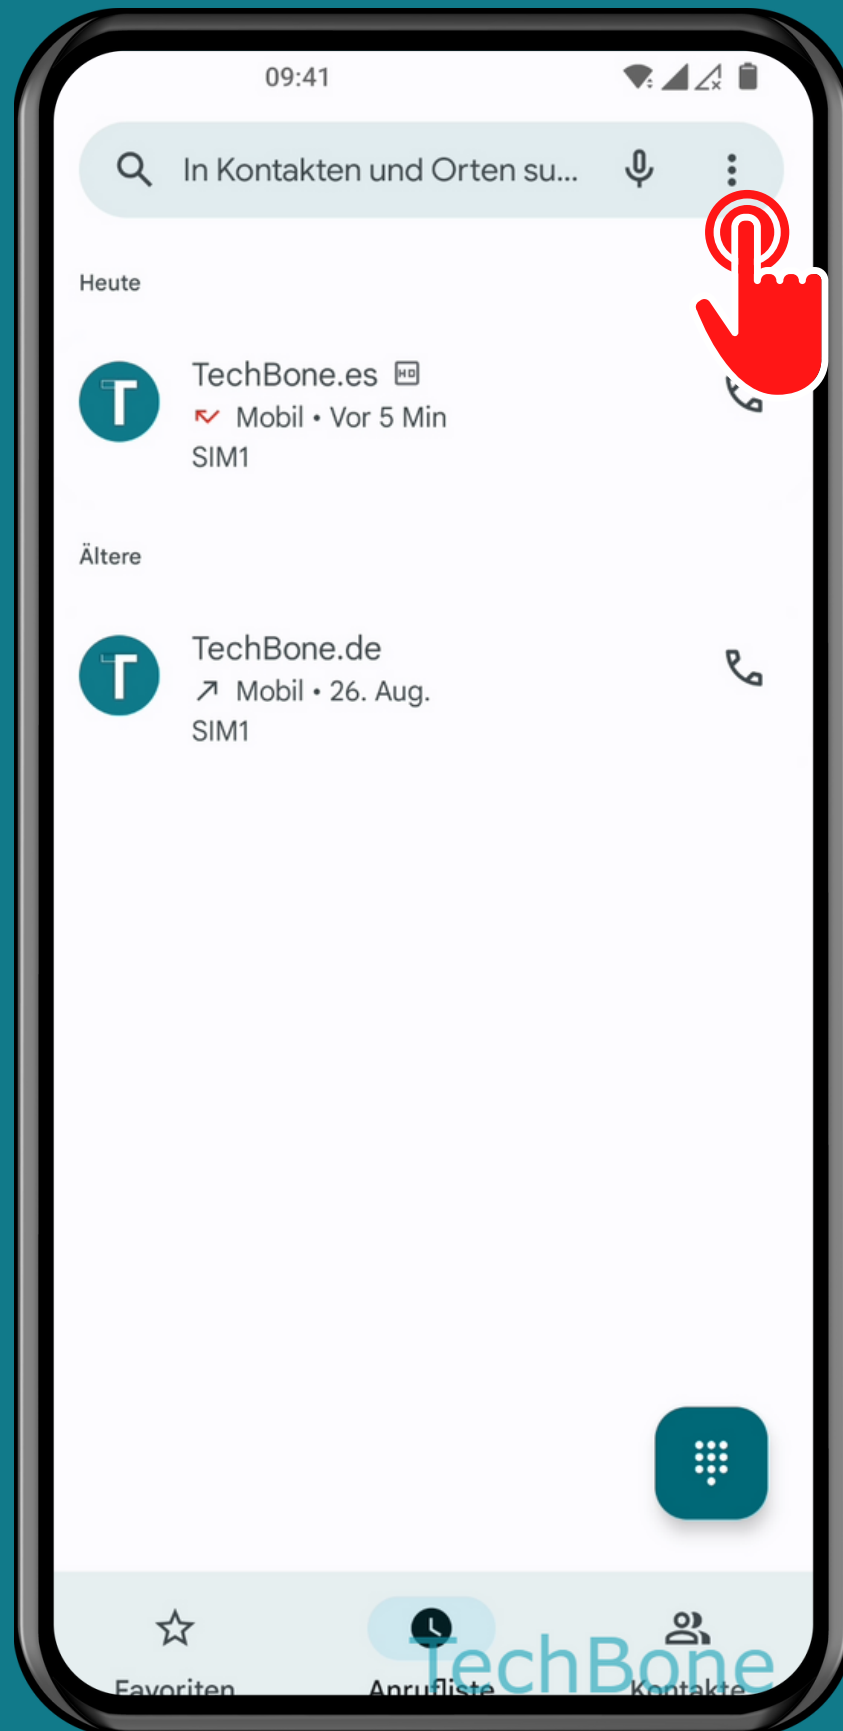 09:41
In Kontakten und Orten su...
Heute
TechBone.es HD
Mobil • Vor 5 Min
SIM1
Ältere
TechBone.de
Mobil • 26. Aug.
SIM1
Favoriten
Anrufliste
Kontakte
TechBone